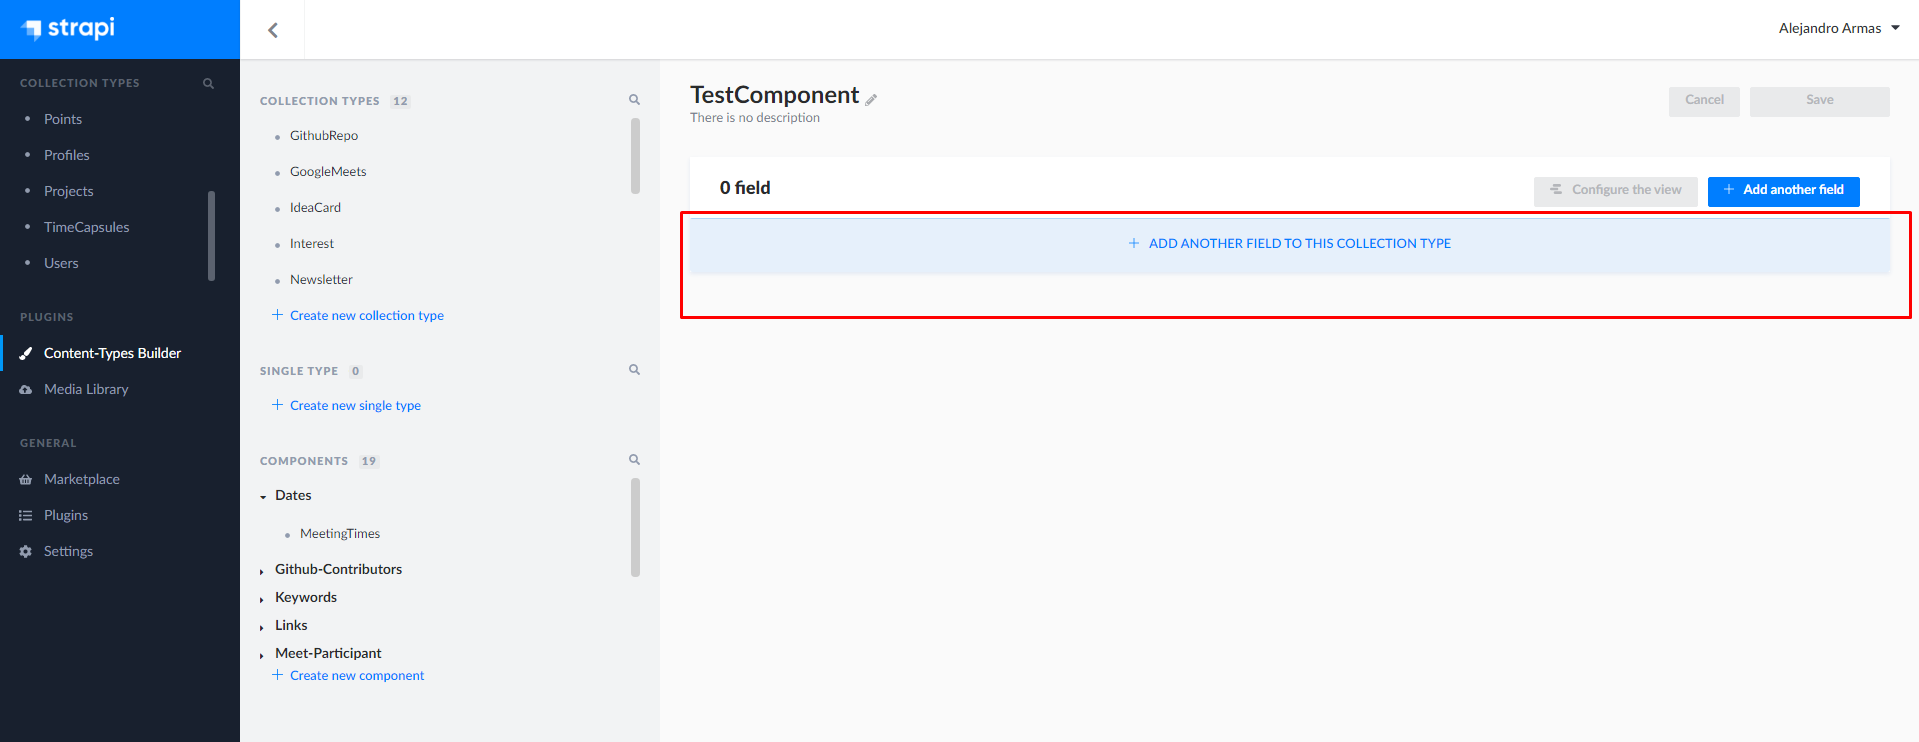 strapi
Alejandro Armas
COLLECTION TYPES
Points
Profiles
Projects
TimeCapsules
Users
PLUGINS
Content-Types Builder
Media Library
GENERAL
Marketplace
Plugins
Settings
COLLECTION TYPES 12
GithubRepo
GoogleMeets
IdeaCard
Interest
Newsletter
+ Create new collection type
SINGLE TYPE 0
+ Create new single type
COMPONENTS 19
Dates
MeetingTimes
Github-Contributors
Keywords
Links
Meet-Participant
+ Create new component
TestComponent
There is no description
Cancel Save
0 field
Configure the view + Add another field
+ ADD ANOTHER FIELD TO THIS COLLECTION TYPE